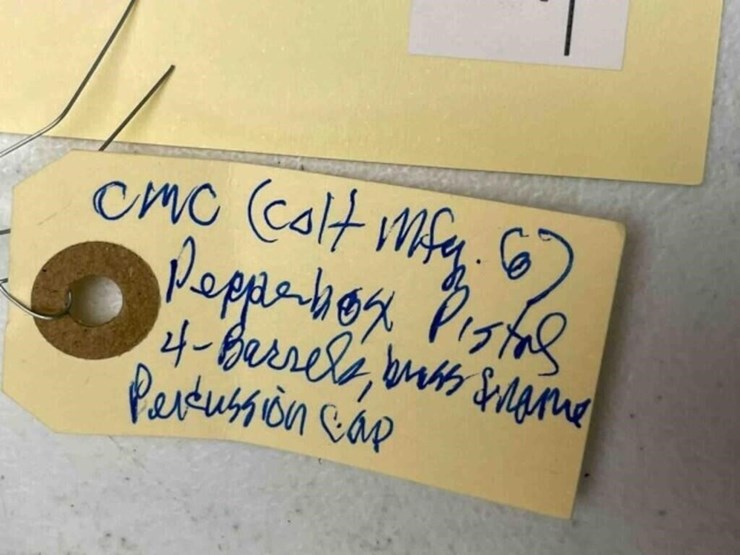 CMC (Colt Mfg. Co)
Pepperbox Pistol
4-Barrels, brass frame
Percussion Cap